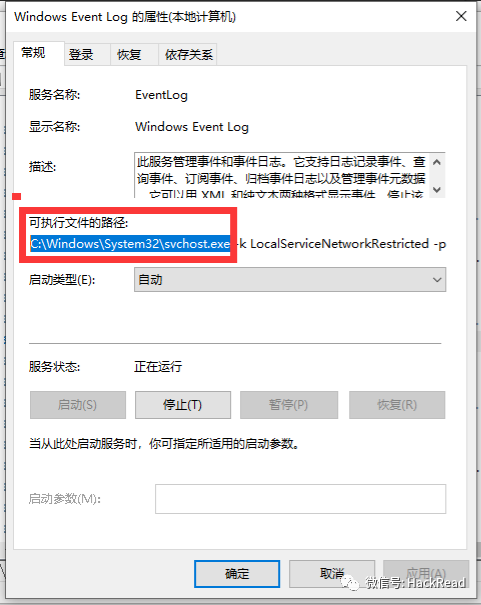 Windows Event Log 的属性(本地计算机)
常规 登录 恢复 依存关系
服务名称: EventLog
显示名称: Windows Event Log
描述: 此服务管理事件和事件日志。它支持日志记录事件、查
询事件、订阅事件、归档事件日志以及管理事件元数据
。它可以用 XML 和纯文本两种格式显示事件。停止该
可执行文件的路径:
C:\Windows\System32\svchost.exe -k LocalServiceNetworkRestricted -p
启动类型(E): 自动
服务状态: 正在运行
启动(S) 停止(T) 暂停(P) 恢复(R)
当从此处启动服务时，你可指定所适用的启动参数。
启动参数(M):
确定 取消 应用(A)
微信号: HackRead